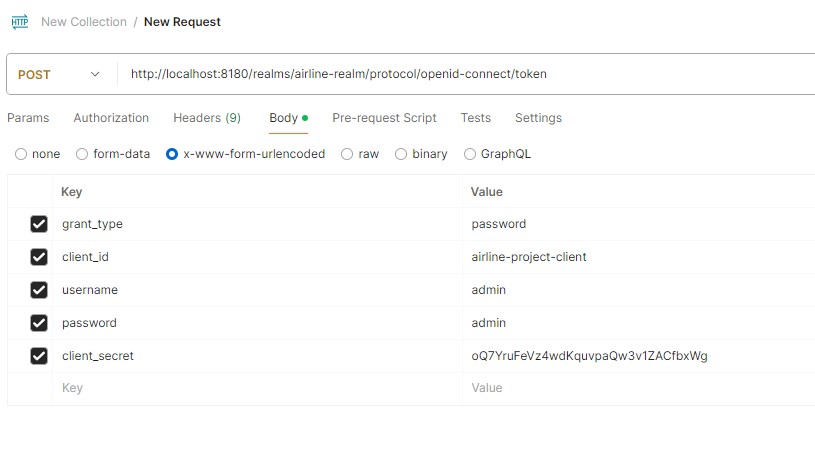 HTTP New Collection / New Request
POST http://localhost:8180/realms/airline-realm/protocol/openid-connect/token
Params Authorization Headers (9) Body Pre-request Script Tests Settings
none form-data x-www-form-urlencoded raw binary GraphQL
Key Value
grant_type password
client_id airline-project-client
username admin
password admin
client_secret oQ7YruFeVz4wdKquvpaQw3v1ZACfbxWg
Key Value